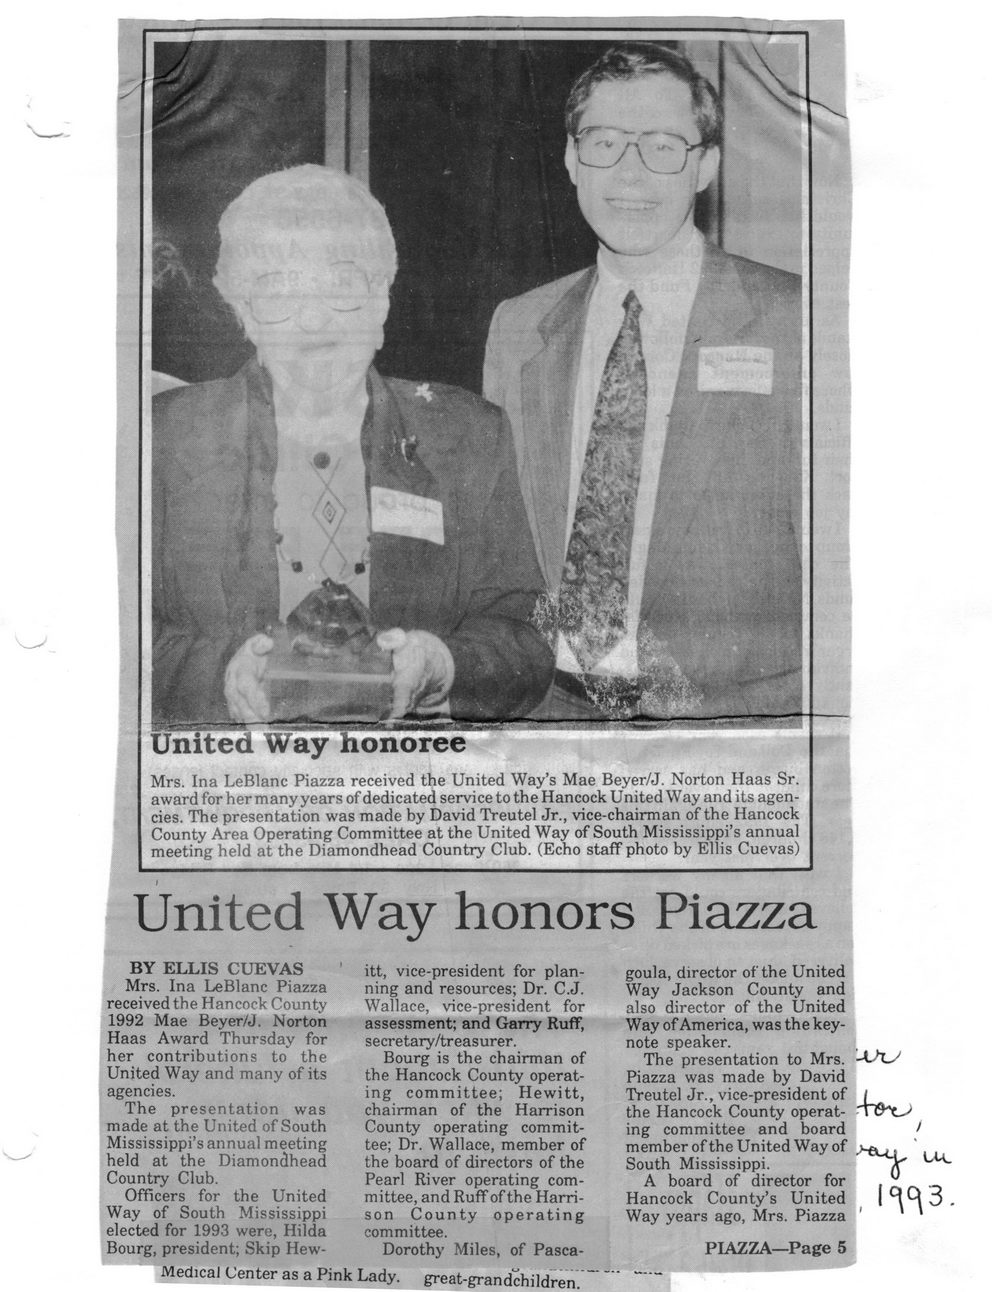 United Way honoree
Mrs. Ina LeBlanc Piazza received the United Way's Mae Beyer/J. Norton Haas Sr.
award for her many years of dedicated service to the Hancock United Way and its agen-
cies. The presentation was made by David Treutel Jr., vice-chairman of the Hancock
County Area Operating Committee at the United Way of South Mississippi's annual
meeting held at the Diamondhead Country Club. (Echo staff photo by Ellis Cuevas)
United Way honors Piazza
BY ELLIS CUEVAS
Mrs. Ina LeBlanc Piazza
received the Hancock County
1992 Mae Beyer/J. Norton
Haas Award Thursday for
her contributions to the
United Way and many of its
agencies.
The presentation was
made at the United of South
Mississippi's annual meeting
held at the Diamondhead
Country Club.
Officers for the United
Way of South Mississippi
elected for 1993 were, Hilda
Bourg, president; Skip Hew-
itt, vice-president for plan-
ning and resources; Dr. C.J.
Wallace, vice-president for
assessment; and Garry Ruff,
secretary/treasurer.
Bourg is the chairman of
the Hancock County operat-
ing committee; Hewitt,
chairman of the Harrison
County operating commit-
tee; Dr. Wallace, member of
the board of directors of the
Pearl River operating com-
mittee, and Ruff of the Harri-
son County operating
committee.
Dorothy Miles, of Pasca-
goula, director of the United
Way Jackson County and
also director of the United
Way of America, was the key-
note speaker.
The presentation to Mrs.
Piazza was made by David
Treutel Jr., vice-president of
the Hancock County operat-
ing committee and board
member of the United Way of
South Mississippi.
A board of director for
Hancock County's United
Way years ago, Mrs. Piazza
PIAZZA—Page 5
Medical Center as a Pink Lady.
great-grandchildren.
in
1993.